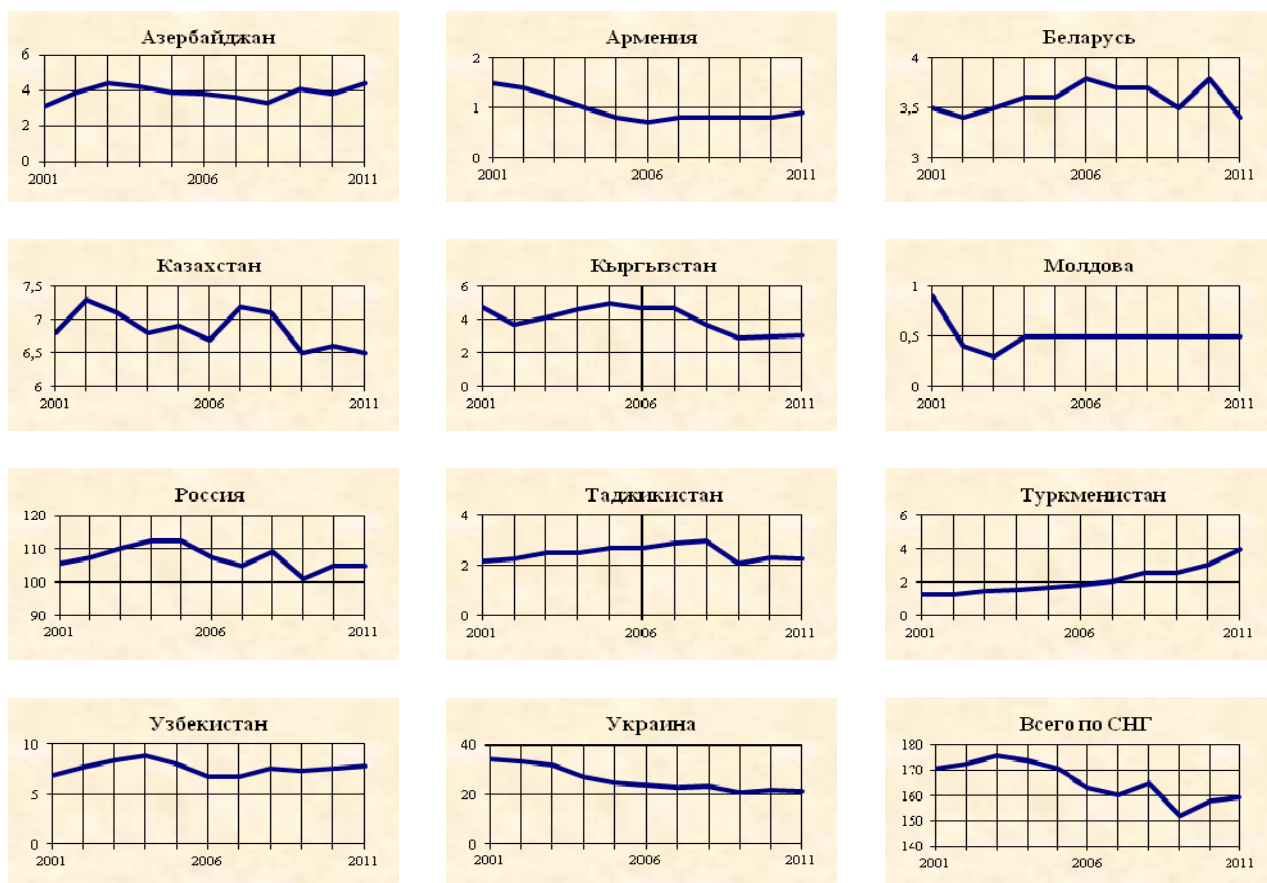 Азербайджан
6
4
2
0
2001 2006 2011
Армения
2
1
0
2001 2006 2011
Беларусь
4
3,5
3
2001 2006 2011
Казахстан
7,5
7
6,5
6
2001 2006 2011
Кыргызстан
6
4
2
0
2001 2006 2011
Молдова
1
0,5
0
2001 2006 2011
Россия
120
110
100
90
2001 2006 2011
Таджикистан
4
2
0
2001 2006 2011
Туркменистан
6
4
2
0
2001 2006 2011
Узбекистан
10
5
0
2001 2006 2011
Украина
40
20
0
2001 2006 2011
Всего по СНГ
180
170
160
150
140
2001 2006 2011